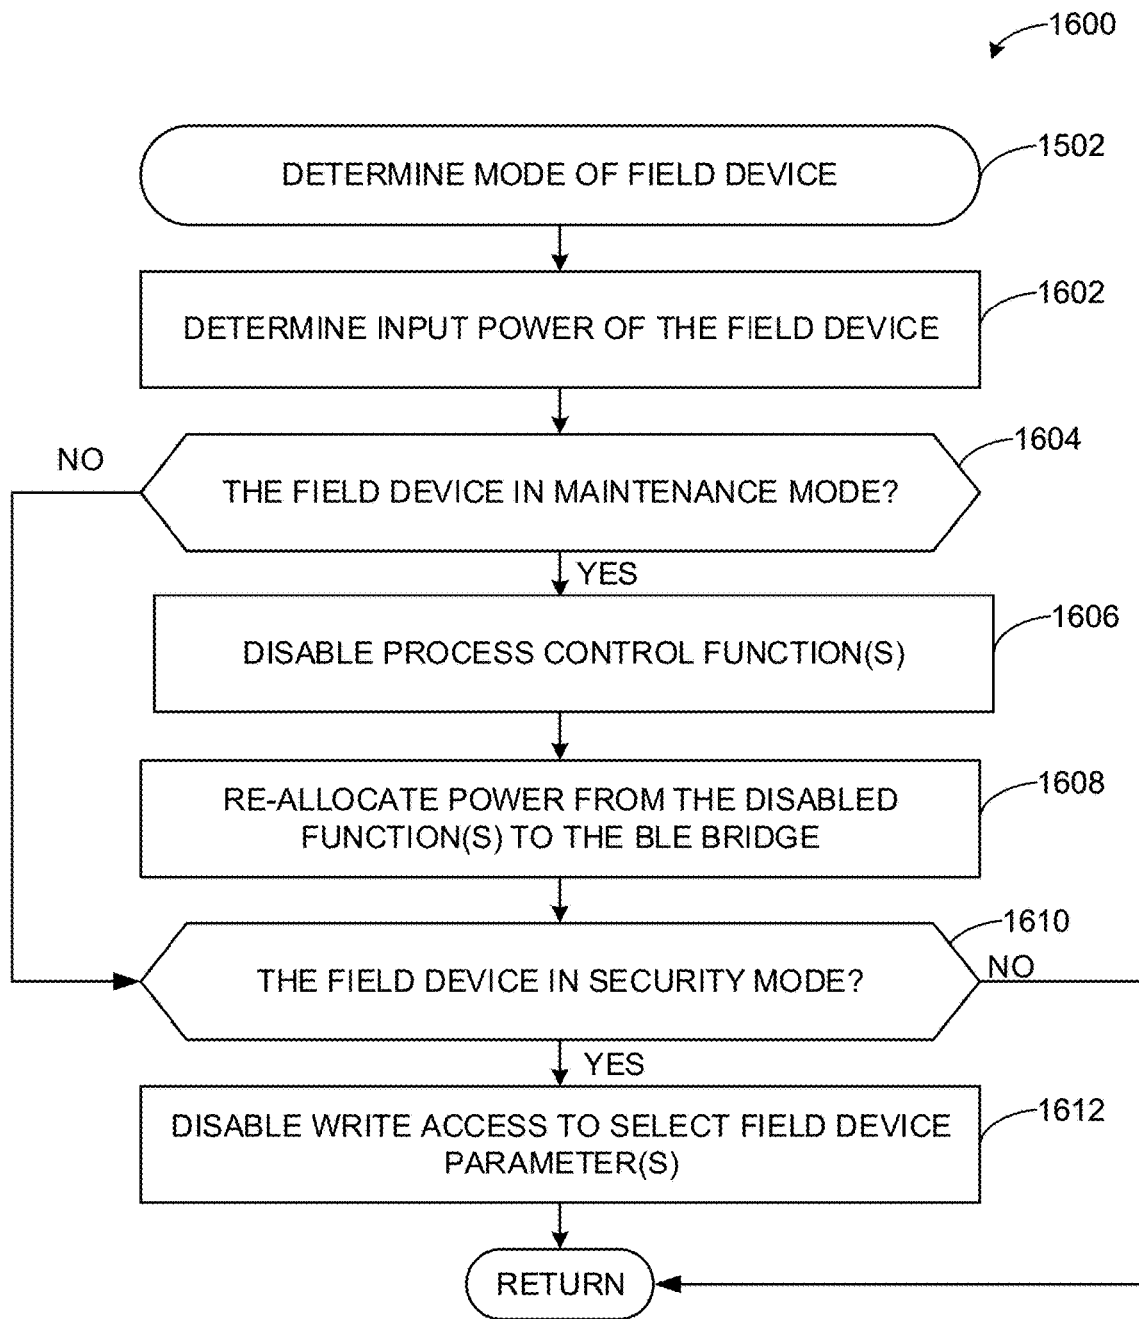 1600
DETERMINE MODE OF FIELD DEVICE
1502
DETERMINE INPUT POWER OF THE FIELD DEVICE
1602
NO
THE FIELD DEVICE IN MAINTENANCE MODE?
1604
YES
DISABLE PROCESS CONTROL FUNCTION(S)
1606
RE-ALLOCATE POWER FROM THE DISABLED
FUNCTION(S) TO THE BLE BRIDGE
1608
THE FIELD DEVICE IN SECURITY MODE?
1610
NO
YES
DISABLE WRITE ACCESS TO SELECT FIELD DEVICE
PARAMETER(S)
1612
RETURN